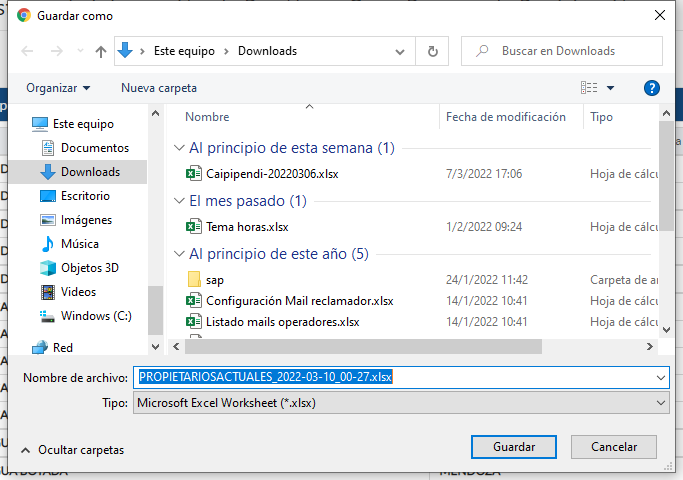 Guardar como
Este equipo > Downloads
Buscar en Downloads
Organizar
Nueva carpeta
Nombre
Fecha de modificación
Tipo
Este equipo
Documentos
Downloads
Escritorio
Imágenes
Música
Objetos 3D
Videos
Windows (C:)
Red
Al principio de esta semana (1)
Caipipendi-20220306.xlsx 7/3/2022 17:06 Hoja de cálcu
El mes pasado (1)
Tema horas.xlsx 1/2/2022 09:24 Hoja de cálcu
Al principio de este año (5)
sap 24/1/2022 11:42 Carpeta de ar
Configuración Mail reclamador.xlsx 14/1/2022 10:41 Hoja de cálcu
Listado mails operadores.xlsx 14/1/2022 10:41 Hoja de cálcu
Nombre de archivo: PROPIETARIOSACTUALES_2022-03-10_00-27.xlsx
Tipo: Microsoft Excel Worksheet (*.xlsx)
Ocultar carpetas
Guardar
Cancelar